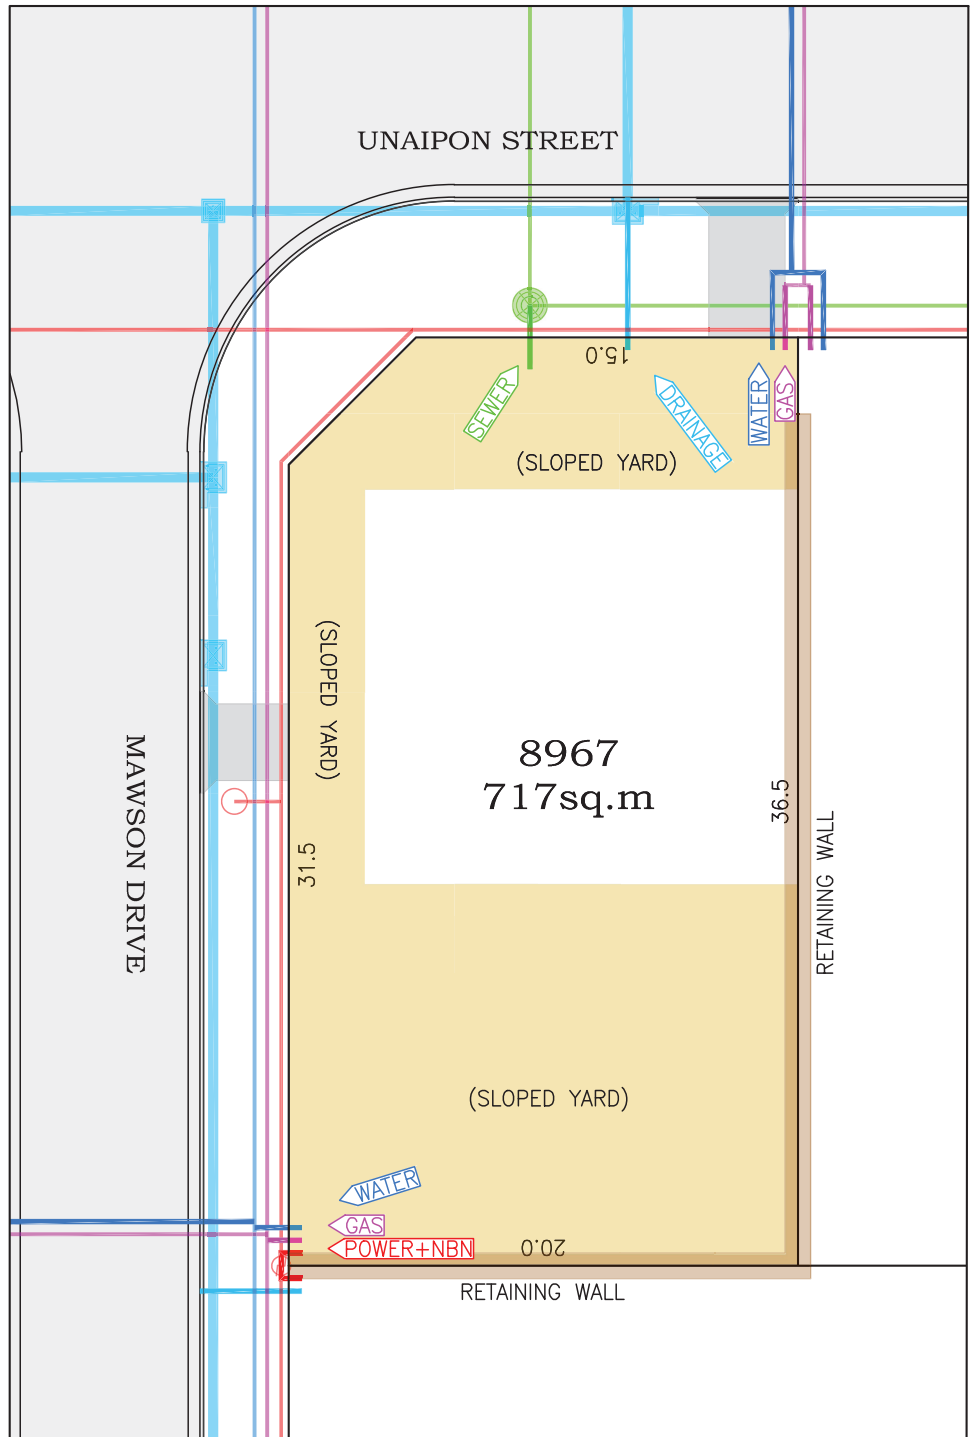 UNAIPON STREET
15.0
SEWER
DRAINAGE
WATER
GAS
(SLOPED YARD)
(SLOPED YARD)
8967
717sq.m
MAWSON DRIVE
31.5
36.5
RETAINING WALL
(SLOPED YARD)
WATER
GAS
POWER+NBN
20.0
RETAINING WALL